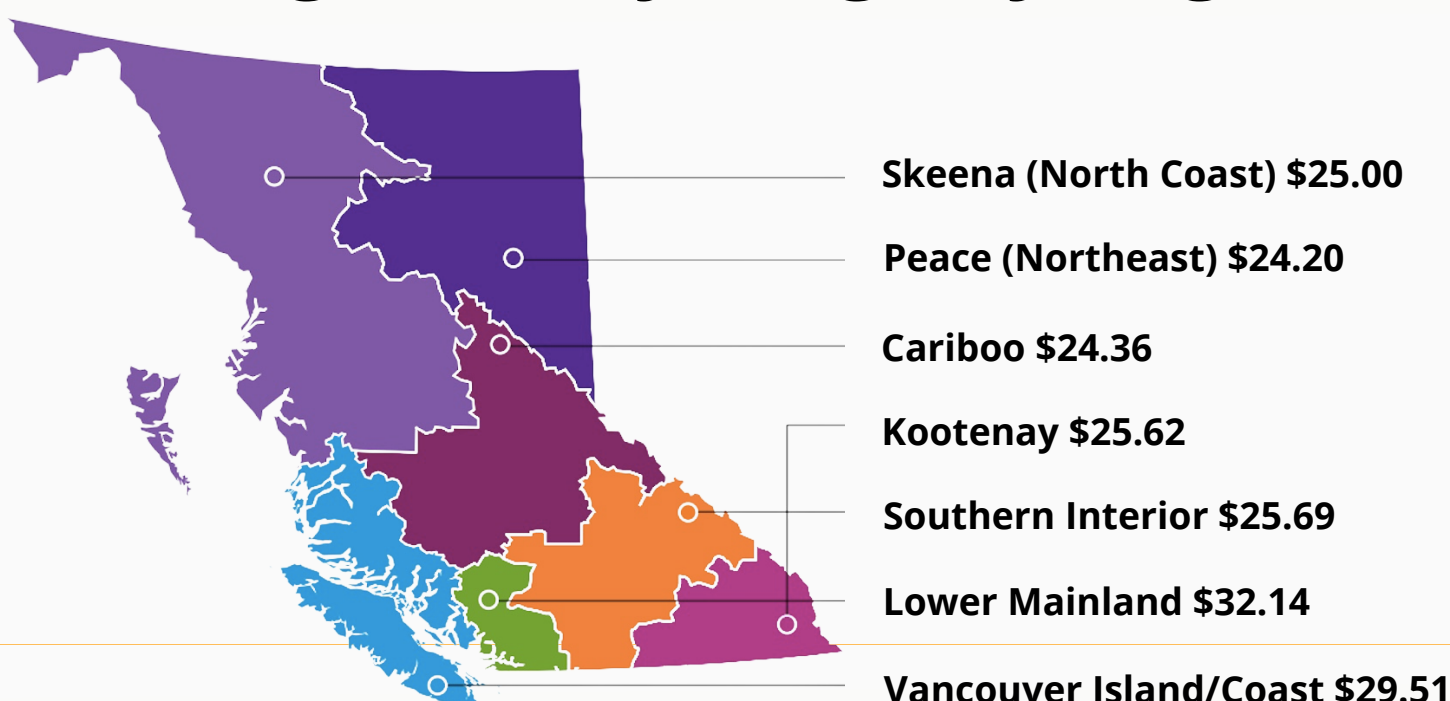 Skeena (North Coast) $25.00
Peace (Northeast) $24.20
Cariboo $24.36
Kootenay $25.62
Southern Interior $25.69
Lower Mainland $32.14
Vancouver Island/Coast $29.51